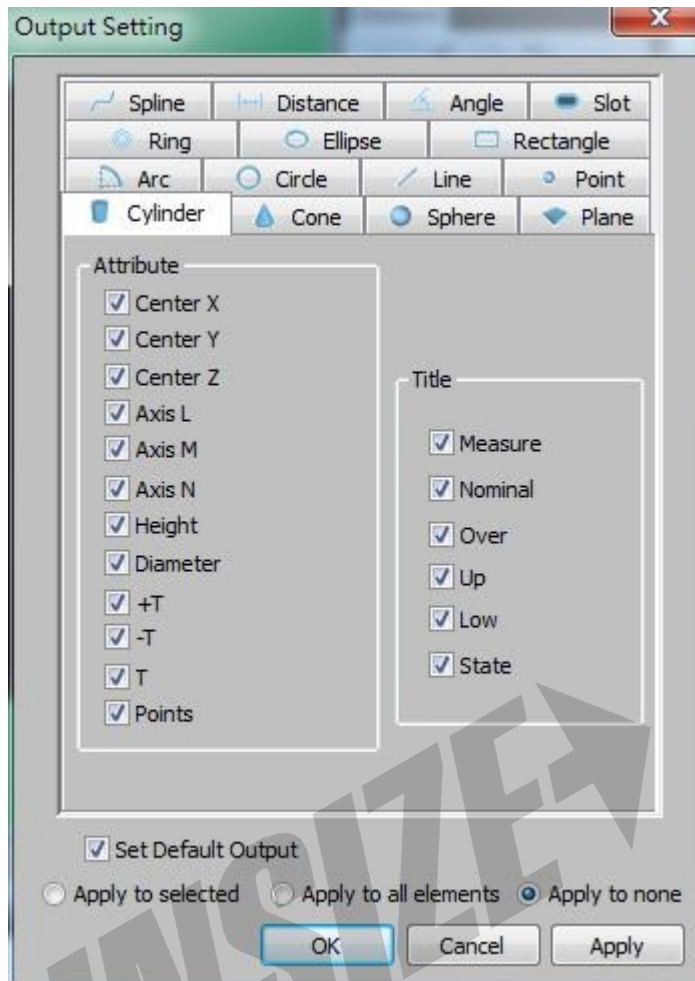 Output Setting
X
Spline Distance Angle Slot
Ring Ellipse Rectangle
Arc Circle Line Point
Cylinder Cone Sphere Plane
Attribute
Center X
Center Y
Center Z
Axis L
Axis M
Axis N
Height
Diameter
+T
-T
T
Points
Title
Measure
Nominal
Over
Up
Low
State
Set Default Output
Apply to selected Apply to all elements Apply to none
OK Cancel Apply
INSIZE